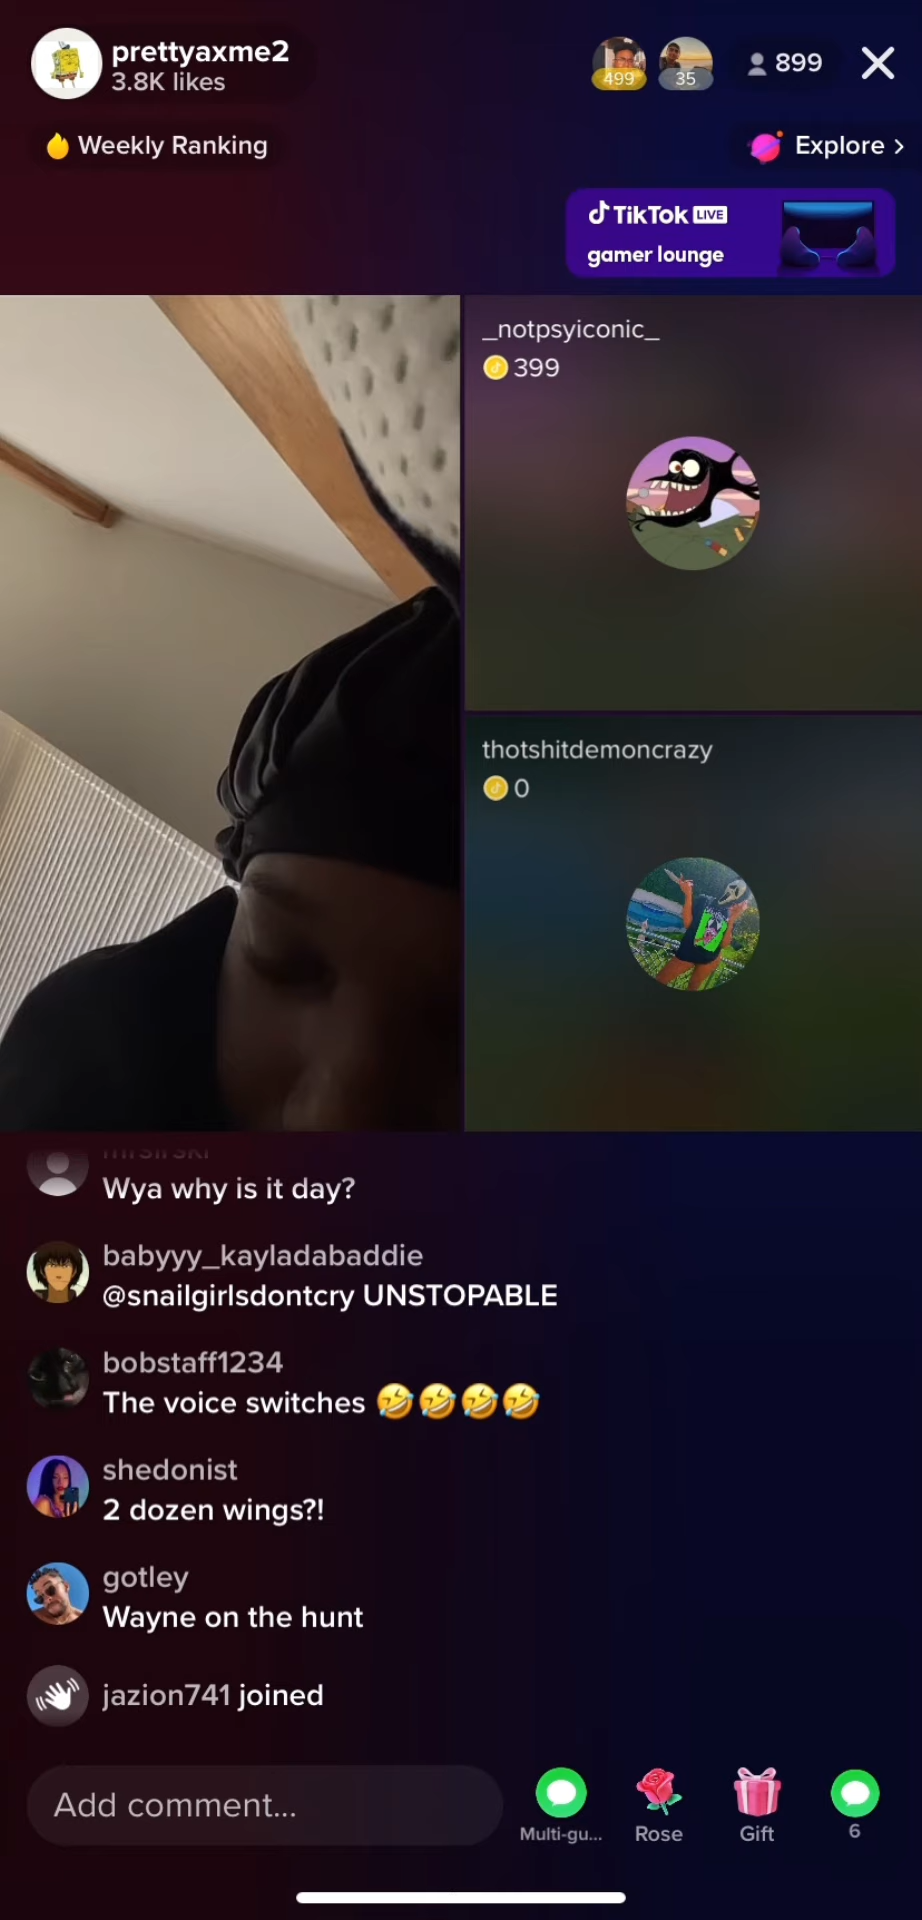 prettyaxme2
3.8K likes
499
35
899
Weekly Ranking
Explore >
TikTok LIVE
gamer lounge
_notpsyiconic_
399
thotshitdemoncrazy
0
Wya why is it day?
babyyy_kayladabaddie
@snailgirlsdontcry UNSTOPABLE
bobstaff1234
The voice switches 🤣🤣🤣🤣
shedonist
2 dozen wings?!
gotley
Wayne on the hunt
jazion741 joined
Add comment...
Multi-gu...
Rose
Gift
6